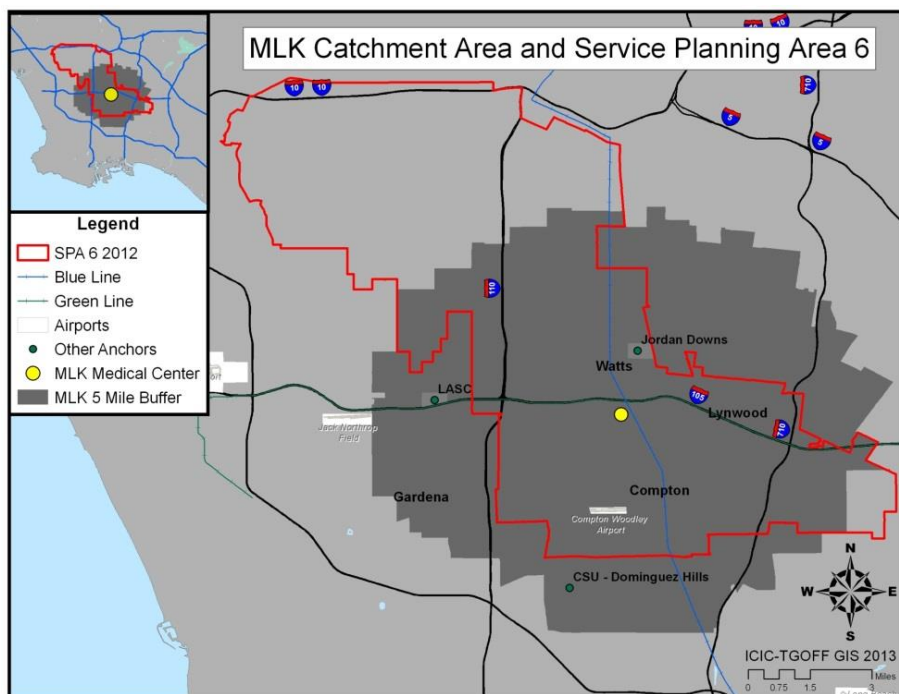 MLK Catchment Area and Service Planning Area 6
10
10
10
10
710
5
5
Legend
SPA 6 2012
Blue Line
Green Line
Airports
Other Anchors
MLK Medical Center
MLK 5 Mile Buffer
110
Jordan Downs
Watts
LASC
105
Lynwood
Jack Northrop
Field
710
Gardena
Compton
Compton Woodley
Airport
CSU - Dominguez Hills
N
W
E
S
ICIC-TGOFF GIS 2013
Miles
0 0.75 1.5 3